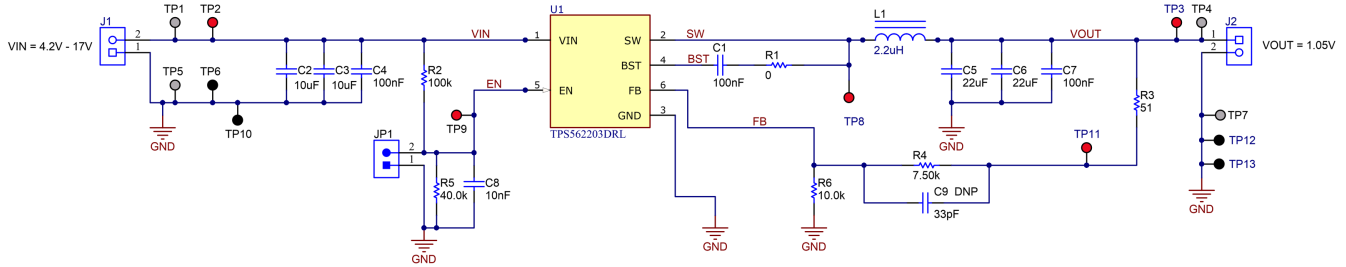 J1
VIN = 4.2V - 17V
2
1
TP1
TP2
TP5
TP6
TP10
GND
C2
10uF
C3
10uF
C4
100nF
VIN
R2
100k
EN
TP9
JP1
2
1
R5
40.0k
C8
10nF
GND
U1
1
VIN
SW
2
BST
4
5
EN
FB
6
GND
3
TPS562203DRL
SW
BST
C1
100nF
R1
0
FB
GND
L1
2.2uH
TP8
R6
10.0k
GND
R4
7.50k
C9 DNP
33pF
C5
22uF
C6
22uF
C7
100nF
GND
VOUT
R3
51
TP11
TP3
TP4
J2
1
2
VOUT = 1.05V
TP7
TP12
TP13
GND